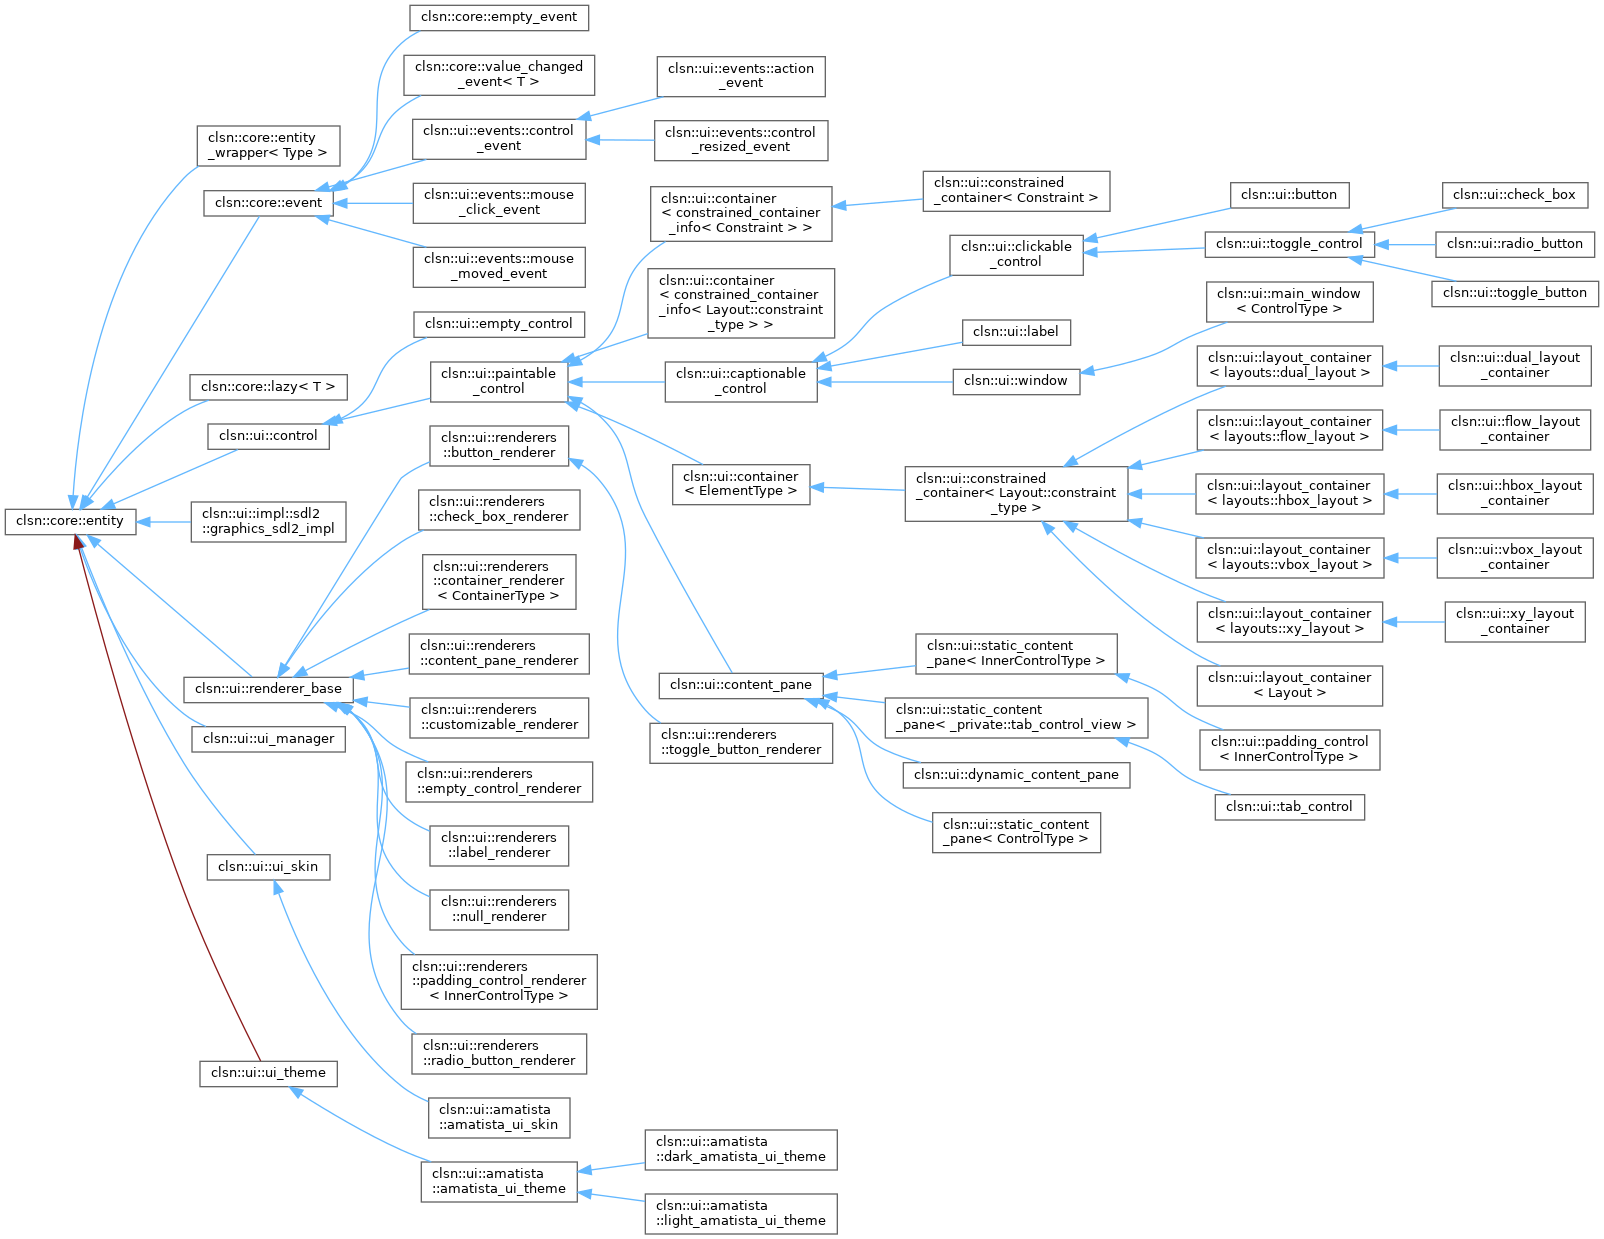 clsn::core::entity
clsn::core::entity
_wrapper< Type >
clsn::core::event
clsn::core::empty_event
clsn::core::value_changed
_event< T >
clsn::ui::events::control
_event
clsn::ui::events::action
_event
clsn::ui::events::control
_resized_event
clsn::ui::events::mouse
_click_event
clsn::ui::events::mouse
_moved_event
clsn::core::lazy< T >
clsn::ui::control
clsn::ui::empty_control
clsn::ui::paintable
_control
clsn::ui::container
< constrained_container
_info< Constraint > >
clsn::ui::constrained
_container< Constraint >
clsn::ui::container
< constrained_container
_info< Layout::constraint
_type > >
clsn::ui::captionable
_control
clsn::ui::clickable
_control
clsn::ui::button
clsn::ui::toggle_control
clsn::ui::check_box
clsn::ui::radio_button
clsn::ui::toggle_button
clsn::ui::label
clsn::ui::window
clsn::ui::main_window
< ControlType >
clsn::ui::container
< ElementType >
clsn::ui::constrained
_container< Layout::constraint
_type >
clsn::ui::layout_container
< layouts::dual_layout >
clsn::ui::dual_layout
_container
clsn::ui::layout_container
< layouts::flow_layout >
clsn::ui::flow_layout
_container
clsn::ui::layout_container
< layouts::hbox_layout >
clsn::ui::hbox_layout
_container
clsn::ui::layout_container
< layouts::vbox_layout >
clsn::ui::vbox_layout
_container
clsn::ui::layout_container
< layouts::xy_layout >
clsn::ui::xy_layout
_container
clsn::ui::layout_container
< Layout >
clsn::ui::content_pane
clsn::ui::static_content
_pane< InnerControlType >
clsn::ui::padding_control
< InnerControlType >
clsn::ui::static_content
_pane< _private::tab_control_view >
clsn::ui::tab_control
clsn::ui::dynamic_content_pane
clsn::ui::static_content
_pane< ControlType >
clsn::ui::impl::sdl2
::graphics_sdl2_impl
clsn::ui::renderer_base
clsn::ui::renderers
::button_renderer
clsn::ui::renderers
::toggle_button_renderer
clsn::ui::renderers
::check_box_renderer
clsn::ui::renderers
::container_renderer
< ContainerType >
clsn::ui::renderers
::content_pane_renderer
clsn::ui::renderers
::customizable_renderer
clsn::ui::renderers
::empty_control_renderer
clsn::ui::renderers
::label_renderer
clsn::ui::renderers
::null_renderer
clsn::ui::renderers
::padding_control_renderer
< InnerControlType >
clsn::ui::renderers
::radio_button_renderer
clsn::ui::ui_manager
clsn::ui::ui_skin
clsn::ui::amatista
::amatista_ui_skin
clsn::ui::ui_theme
clsn::ui::amatista
::amatista_ui_theme
clsn::ui::amatista
::dark_amatista_ui_theme
clsn::ui::amatista
::light_amatista_ui_theme